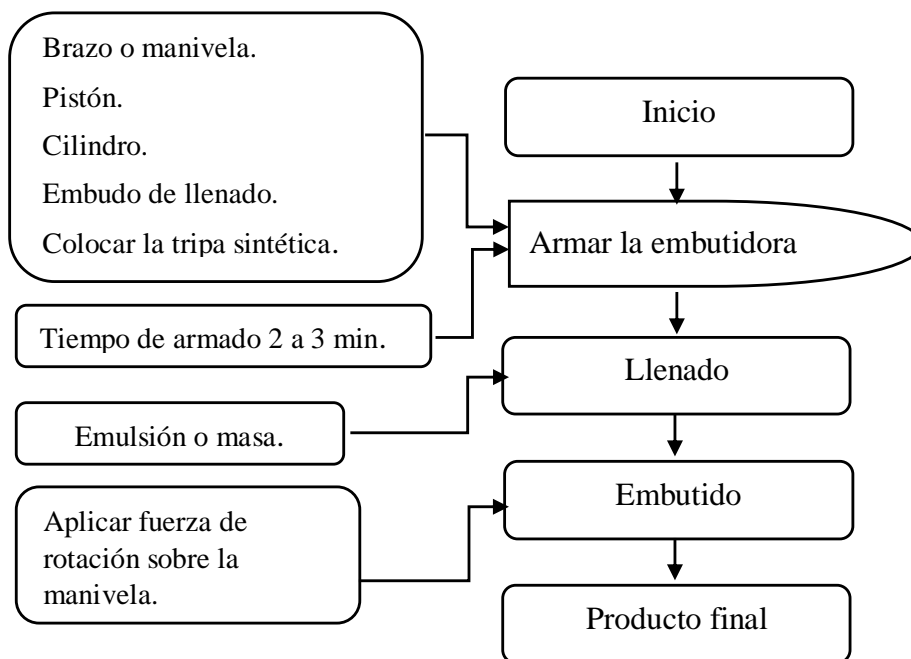 Brazo o manivela.
Pistón.
Cilindro.
Embudo de llenado.
Colocar la tripa sintética.
Tiempo de armado 2 a 3 min.
Emulsión o masa.
Aplicar fuerza de
rotación sobre la
manivela.
Inicio
Armar la embutidora
Llenado
Embutido
Producto final